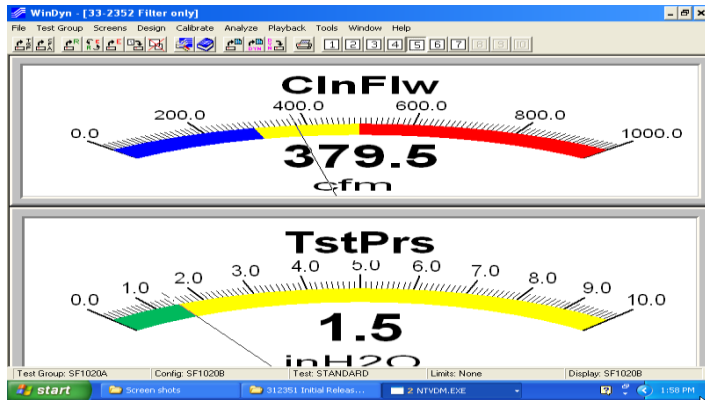 WinDyn - [33-2352 Filter only]
File Test Group Screens Design Calibrate Analyze Playback Tools Window Help
1 2 3 4 5 6 7 8 9 10
ClnFlw
0.0 200.0 400.0 600.0 800.0 1000.0
379.5
cfm
TstPrs
0.0 1.0 2.0 3.0 4.0 5.0 6.0 7.0 8.0 9.0 10.0
1.5
inH2O
Test Group: SF1020A Config: SF1020B Test: STANDARD Limits: None Display: SF1020B
start Screen shots 312351 Initial Releas... 2 NTVDM.EXE 1:58 PM